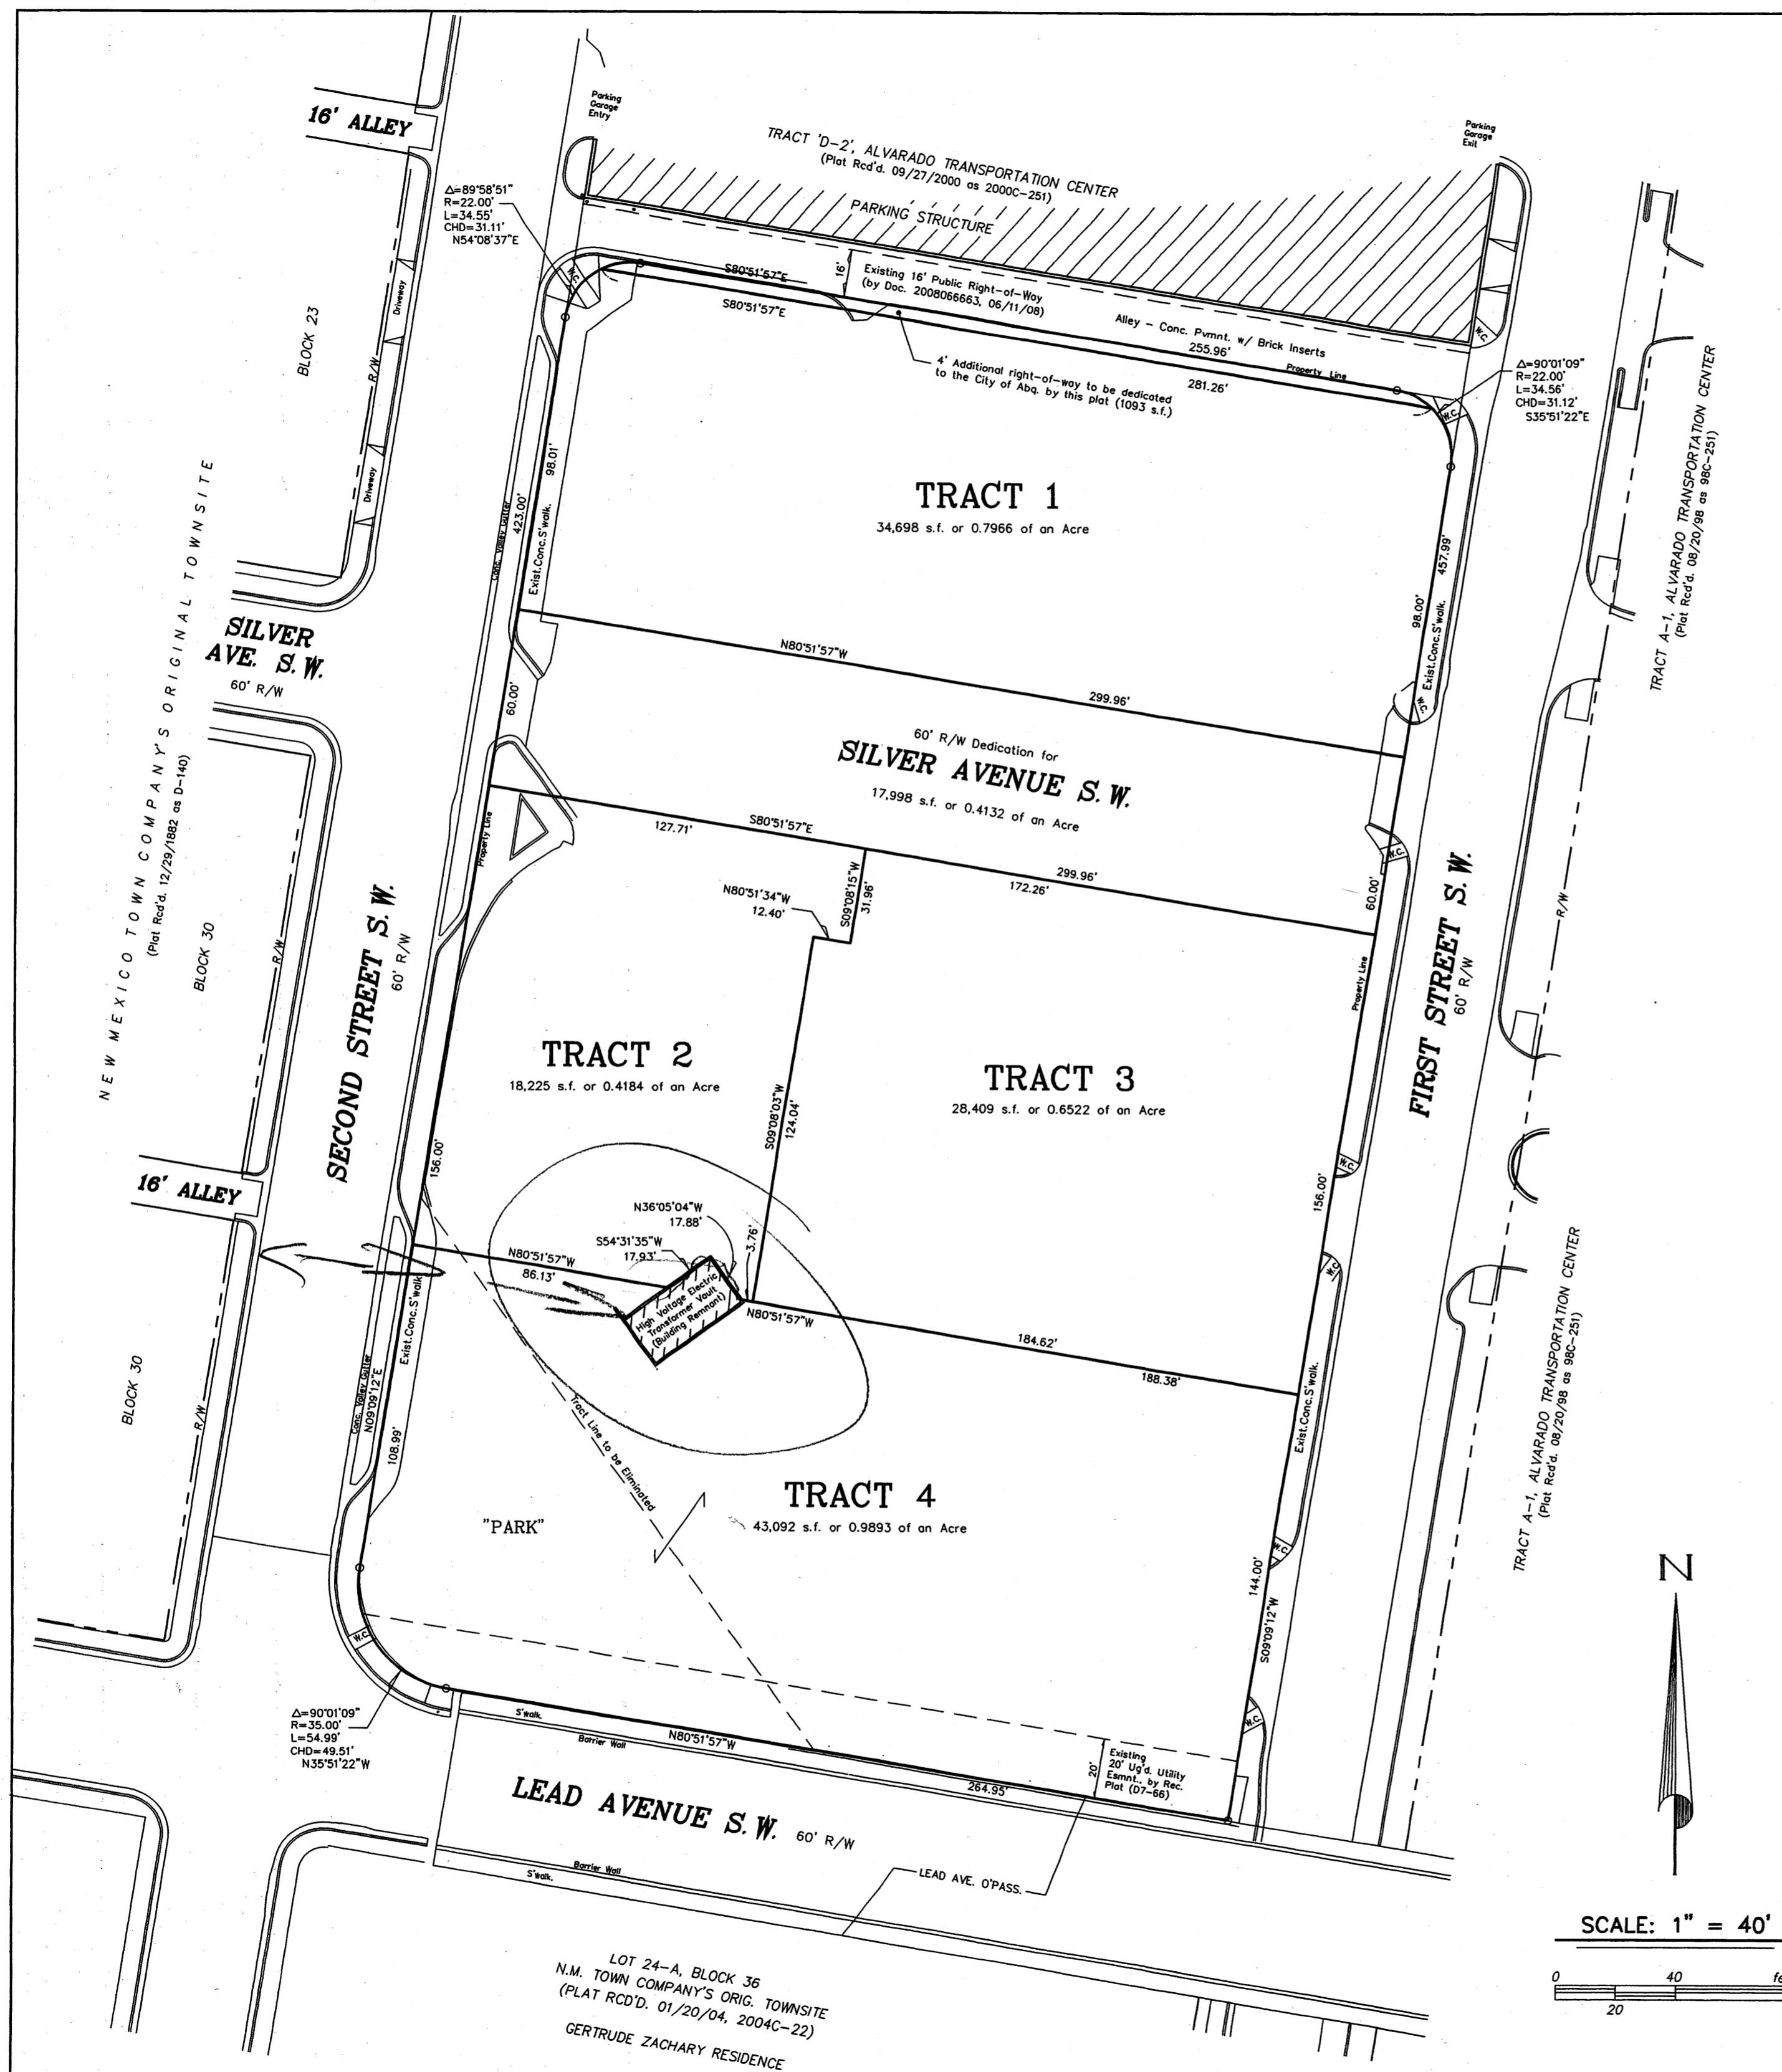 16' ALLEY
Parking
Garage
Entry
TRACT 'D-2', ALVARADO TRANSPORTATION CENTER
(Plat Rcd'd. 09/27/2000 as 2000C-251)
PARKING STRUCTURE
Parking
Garage
Exit
Δ=89°58'51"
R=22.00'
L=34.55'
CHD=31.11'
N54°08'37"E
W.C.
S80°51'57"E
S80°51'57"E
16'
Existing 16' Public Right-of-Way
(by Doc. 2008066663, 06/11/08)
Alley - Conc. Pvmnt. w/ Brick Inserts
255.96'
Property Line
281.26'
4' Additional right-of-way to be dedicated
to the City of Abq. by this plat (1093 s.f.)
W.C.
W.C.
Δ=90°01'09"
R=22.00'
L=34.56'
CHD=31.12'
S35°51'22"E
BLOCK 23
R/W
Driveway
Driveway
NEW MEXICO TOWN COMPANY'S ORIGINAL TOWNSITE
(Plat Rcd'd. 12/29/1882 as D-140)
TRACT A-1, ALVARADO TRANSPORTATION CENTER
(Plat Rcd'd. 08/20/98 as 98C-251)
Conc. Valley Gutter
423.00'
98.01'
Exist.Conc.S'walk.
TRACT 1
34,698 s.f. or 0.7966 of an Acre
457.99'
98.00'
Exist.Conc.S'walk.
W.C.
SILVER
AVE. S.W.
60' R/W
60.00'
N80°51'57"W
299.96'
60' R/W Dedication for
SILVER AVENUE S.W.
17,998 s.f. or 0.4132 of an Acre
S80°51'57"E
127.71'
299.96'
172.26'
60.00'
W.C.
Property Line
N80°51'34"W
12.40'
S09°08'15"W
31.96'
BLOCK 30
R/W
SECOND STREET S.W.
60' R/W
FIRST STREET S.W.
60' R/W
R/W
Property Line
TRACT 2
18,225 s.f. or 0.4184 of an Acre
TRACT 3
28,409 s.f. or 0.6522 of an Acre
S09°08'03"W
124.04'
156.00'
156.00'
W.C.
16' ALLEY
N36°05'04"W
17.88'
S54°31'35"W
17.93'
3.76'
N80°51'57"W
86.13'
High Voltage Electric
Transformer Vault
(Building Remnant)
N80°51'57"W
184.62'
188.38'
W.C.
Exist.Conc.S'walk.
Exist.Conc.S'walk.
Conc. Valley Gutter
N09°09'12"E
108.99'
BLOCK 30
R/W
Tract Line to be Eliminated
"PARK"
TRACT 4
43,092 s.f. or 0.9893 of an Acre
W.C.
144.00'
S09°09'12"W
TRACT A-1, ALVARADO TRANSPORTATION CENTER
(Plat Rcd'd. 08/20/98 as 98C-251)
N
W.C.
W.C.
Δ=90°01'09"
R=35.00'
L=54.99'
CHD=49.51'
N35°51'22"W
S'walk.
Barrier Wall
N80°51'57"W
264.95'
20'
Existing
20' Ug'd. Utility
Esmnt., by Rec.
Plat (D7-66)
LEAD AVENUE S.W. 60' R/W
Barrier Wall
S'walk.
LEAD AVE. O'PASS.
SCALE: 1" = 40'
0 40
20
LOT 24-A, BLOCK 36
N.M. TOWN COMPANY'S ORIG. TOWNSITE
(PLAT RCD'D. 01/20/04, 2004C-22)
GERTRUDE ZACHARY RESIDENCE